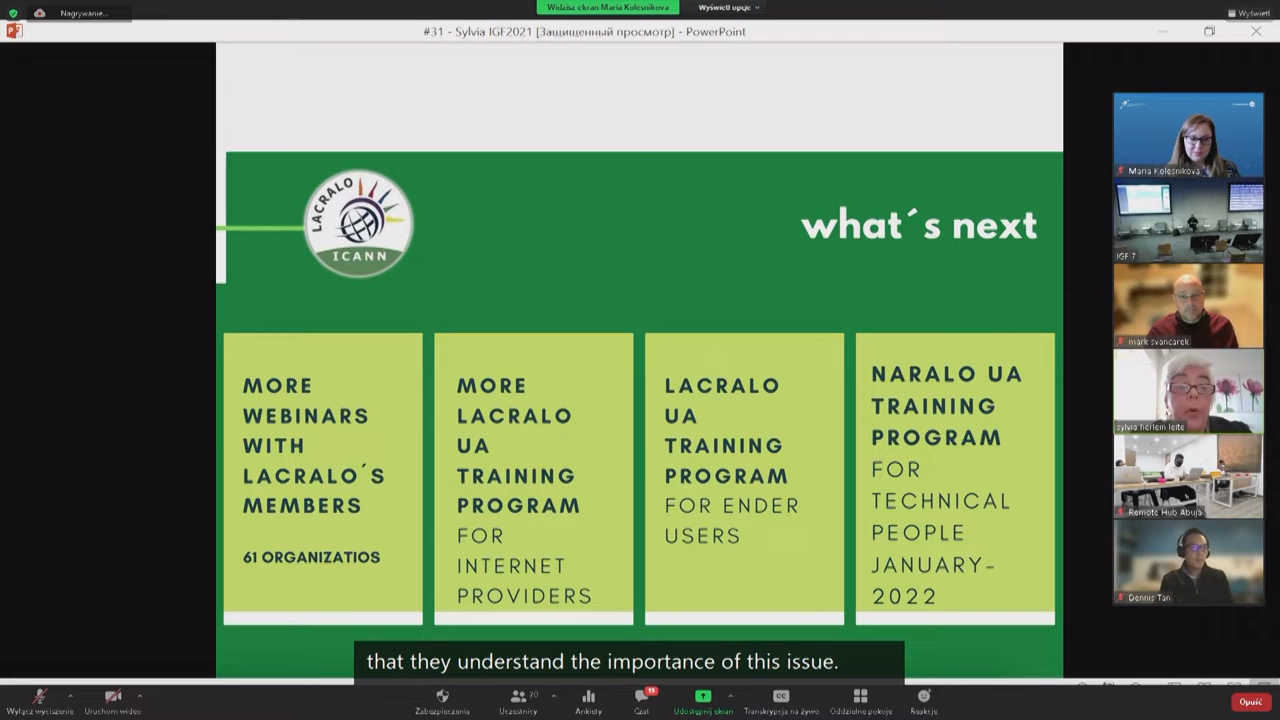 Nagrywanie...
Widzisz ekran Maria Kolesnikova
Wyświetl opcje
Wyświetl
#31 - Sylvia IGF2021 [Защищенный просмотр] - PowerPoint
LACRALO
ICANN
what´s next
MORE
WEBINARS
WITH
LACRALO´S
MEMBERS
61 ORGANIZATIOS
MORE
LACRALO
UA
TRAINING
PROGRAM
FOR
INTERNET
PROVIDERS
LACRALO
UA
TRAINING
PROGRAM
FOR ENDER
USERS
NARALO UA
TRAINING
PROGRAM
FOR
TECHNICAL
PEOPLE
JANUARY-
2022
Maria Kolesnikova
IGF 7
mark svancarek
sylvia herlein leite
Remote Hub Abuja
Dennis Tan
that they understand the importance of this issue.
Wyłącz wyciszenie
Uruchom wideo
Zabezpieczenia
Uczestnicy
70
Ankiety
Czat
19
Udostępnij ekran
CC
Transkrypcja na żywo
Oddzielne pokoje
Reakcje
Opuść